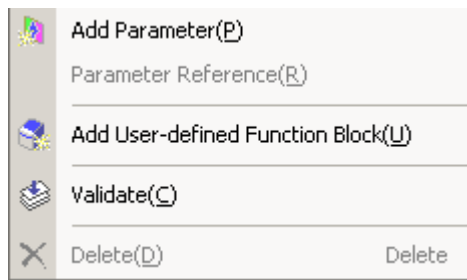 Add Parameter(P)
Parameter Reference(R)
Add User-defined Function Block(U)
Validate(C)
Delete(D) Delete